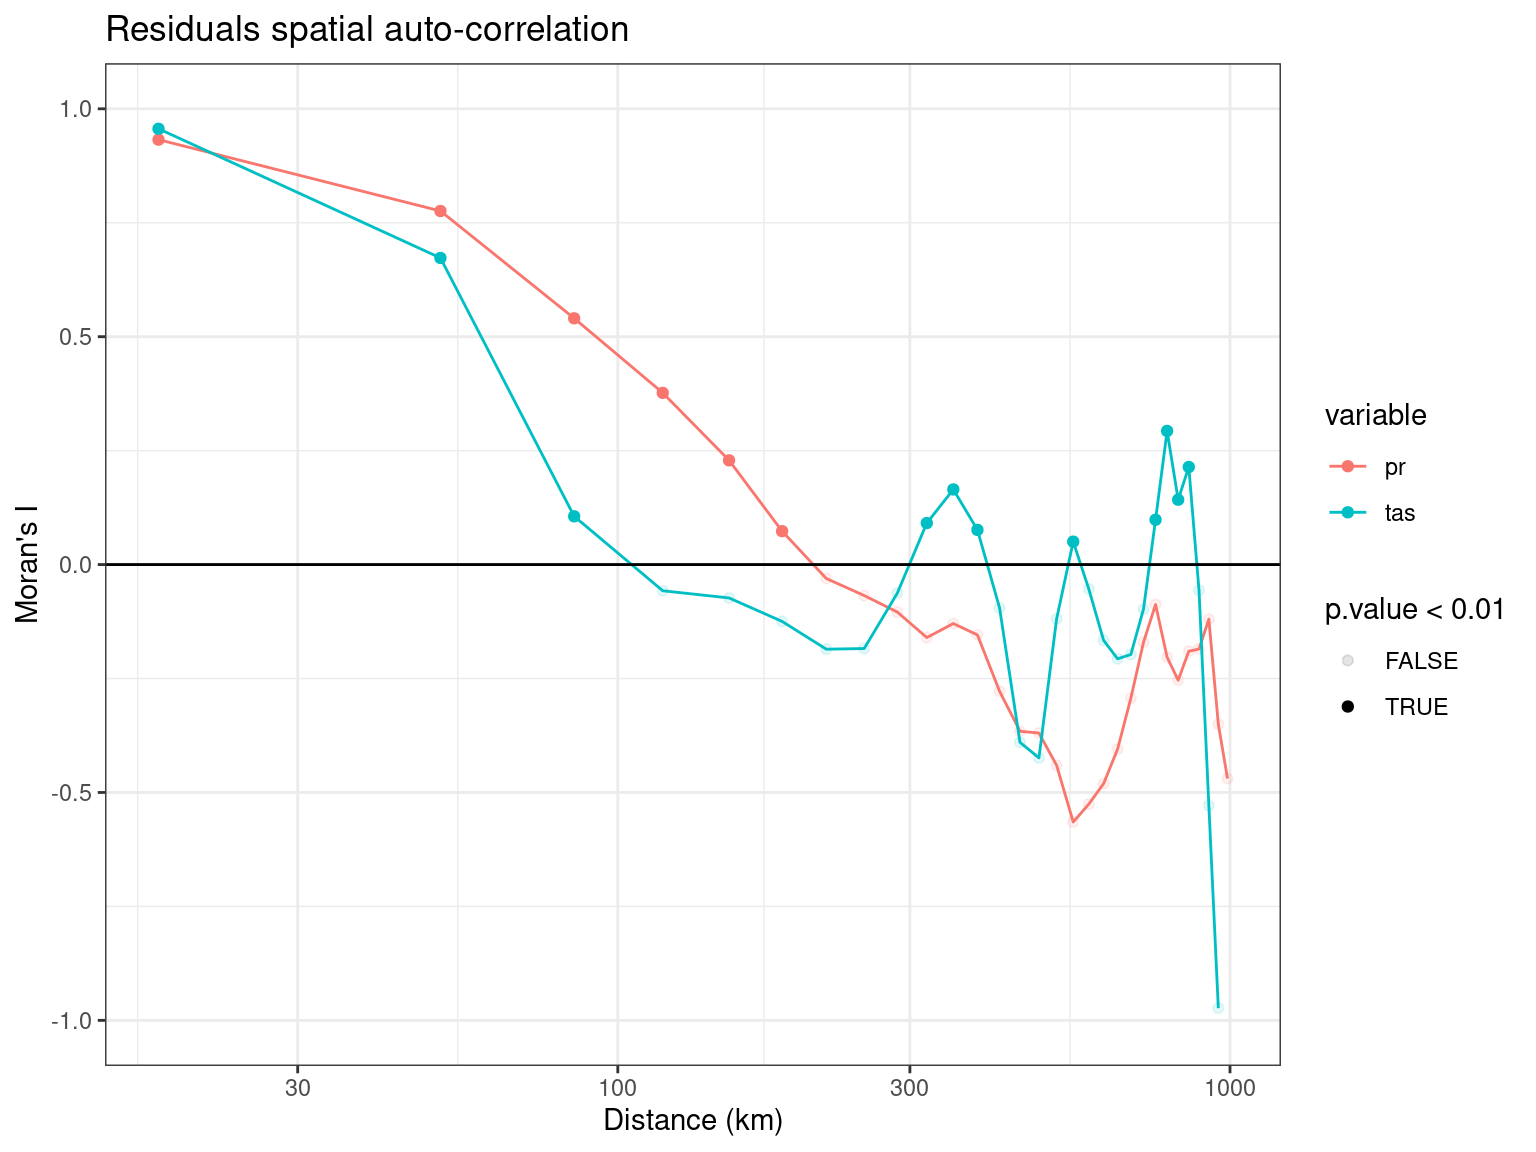 Residuals spatial auto-correlation
Moran's I
1.0
0.5
0.0
-0.5
-1.0
30
100
300
1000
Distance (km)
variable
pr
tas
p.value < 0.01
FALSE
TRUE